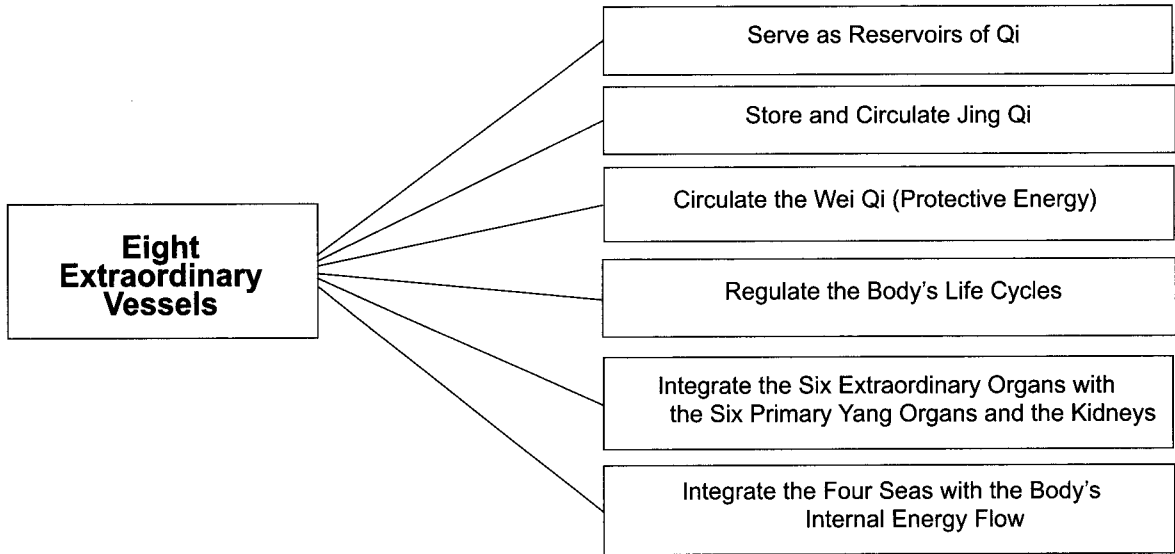 Serve as Reservoirs of Qi
Store and Circulate Jing Qi
Circulate the Wei Qi (Protective Energy)
Eight
Extraordinary
Vessels
Regulate the Body's Life Cycles
Integrate the Six Extraordinary Organs with
the Six Primary Yang Organs and the Kidneys
Integrate the Four Seas with the Body's
Internal Energy Flow